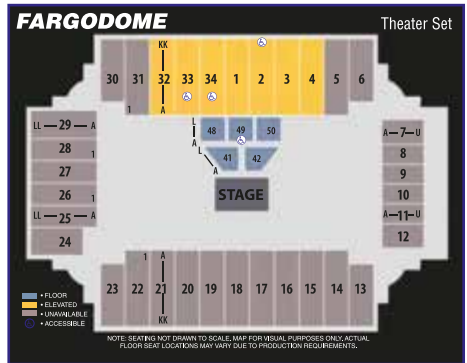 FARGODOME
Theater Set
KK
30 31 32 33 34 1 2 3 4 5 6
1 A
L
A
48 49 50
L
A
41 42
STAGE
LL 29 A
28 1
27
26 1
LL 25 A
24
A 7 U
8
9
10
A 11 U
12
1 A
23 22 21 20 19 18 17 16 15 14 13
KK
• FLOOR
• ELEVATED
• UNAVAILABLE
• ACCESSIBLE
NOTE: SEATING NOT DRAWN TO SCALE. MAP FOR VISUAL PURPOSES ONLY. ACTUAL
FLOOR SEAT LOCATIONS MAY VARY DUE TO PRODUCTION REQUIREMENTS.